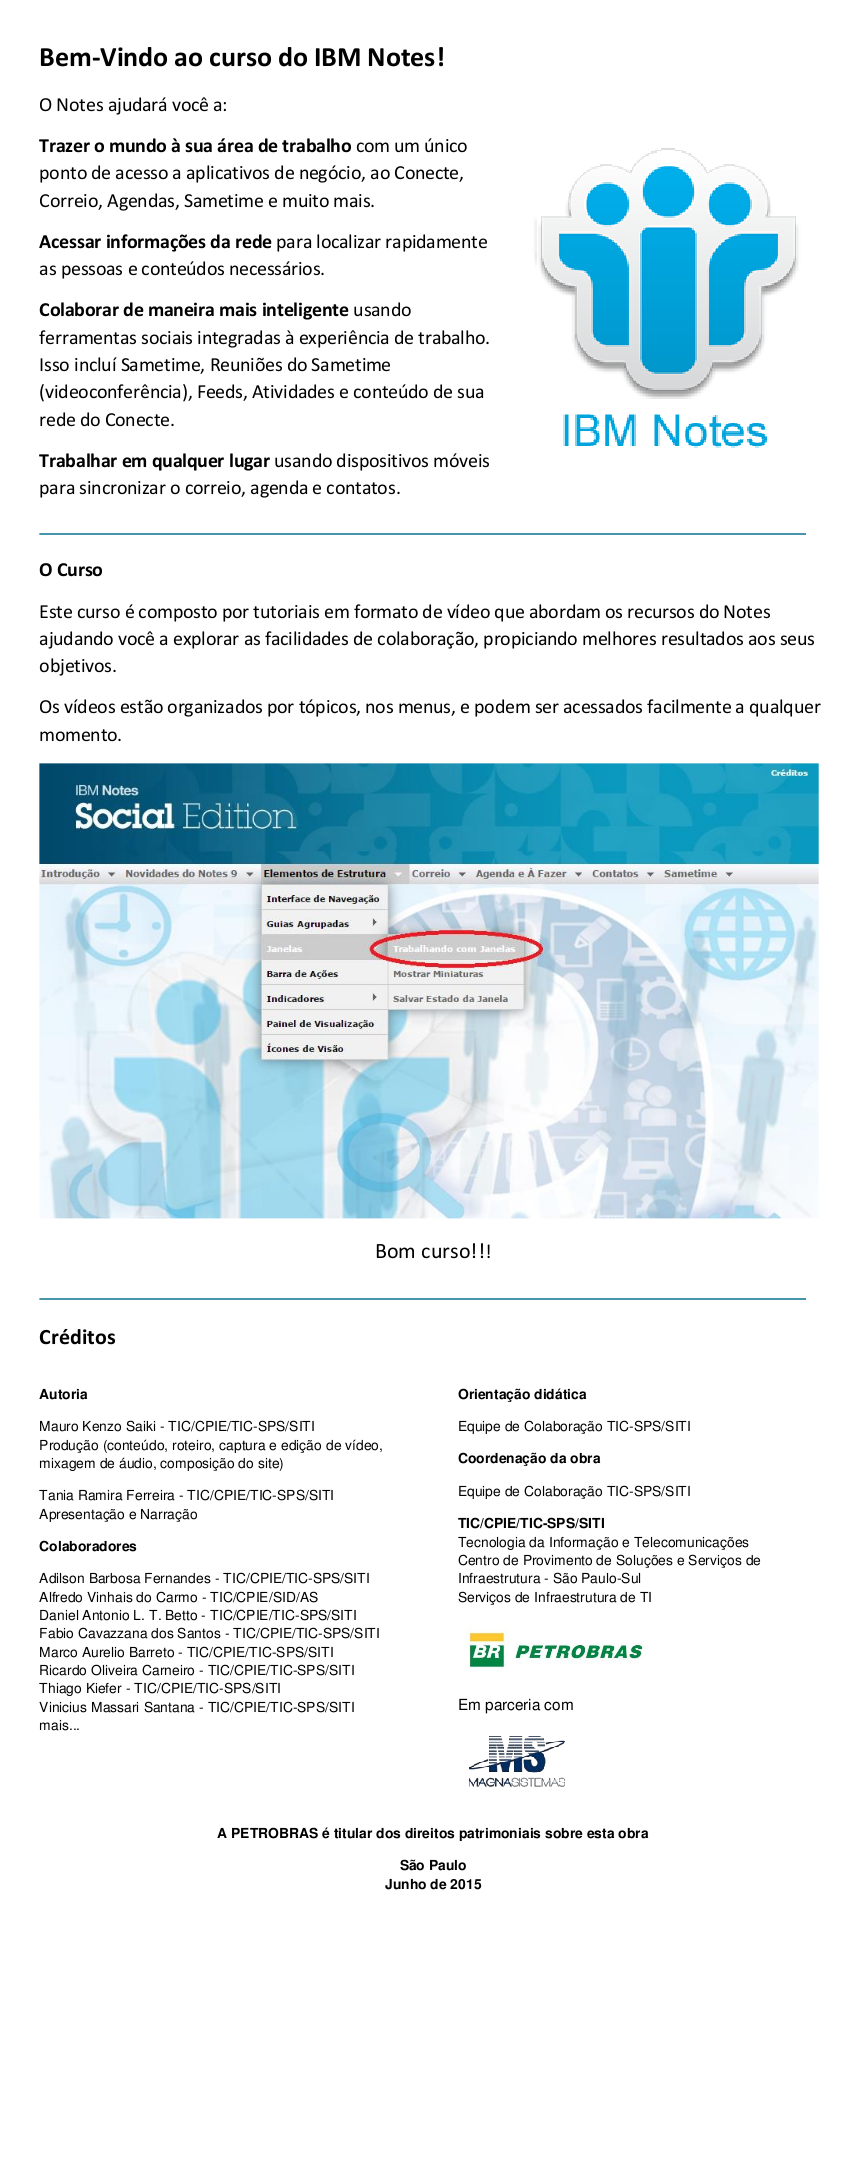 Bem-Vindo ao curso do IBM Notes!
O Notes ajudará você a:
Trazer o mundo à sua área de trabalho com um único
ponto de acesso a aplicativos de negócio, ao Conecte,
Correio, Agendas, Sametime e muito mais.
Acessar informações da rede para localizar rapidamente
as pessoas e conteúdos necessários.
Colaborar de maneira mais inteligente usando
ferramentas sociais integradas à experiência de trabalho.
Isso incluí Sametime, Reuniões do Sametime
(videoconferência), Feeds, Atividades e conteúdo de sua
rede do Conecte.
Trabalhar em qualquer lugar usando dispositivos móveis
para sincronizar o correio, agenda e contatos.
IBM Notes
O Curso
Este curso é composto por tutoriais em formato de vídeo que abordam os recursos do Notes
ajudando você a explorar as facilidades de colaboração, propiciando melhores resultados aos seus
objetivos.
Os vídeos estão organizados por tópicos, nos menus, e podem ser acessados facilmente a qualquer
momento.
Créditos
IBM Notes
Social Edition
Introdução Novidades do Notes 9 Elementos de Estrutura Correio Agenda e À Fazer Contatos Sametime
Interface de Navegação
Guias Agrupadas
Janelas Trabalhando com Janelas
Barra de Ações Mostrar Miniaturas
Indicadores Salvar Estado da Janela
Painel de Visualização
Ícones de Visão
Bom curso!!!
Créditos
Autoria
Mauro Kenzo Saiki - TIC/CPIE/TIC-SPS/SITI
Produção (conteúdo, roteiro, captura e edição de vídeo,
mixagem de áudio, composição do site)
Tania Ramira Ferreira - TIC/CPIE/TIC-SPS/SITI
Apresentação e Narração
Colaboradores
Adilson Barbosa Fernandes - TIC/CPIE/TIC-SPS/SITI
Alfredo Vinhais do Carmo - TIC/CPIE/SID/AS
Daniel Antonio L. T. Betto - TIC/CPIE/TIC-SPS/SITI
Fabio Cavazzana dos Santos - TIC/CPIE/TIC-SPS/SITI
Marco Aurelio Barreto - TIC/CPIE/TIC-SPS/SITI
Ricardo Oliveira Carneiro - TIC/CPIE/TIC-SPS/SITI
Thiago Kiefer - TIC/CPIE/TIC-SPS/SITI
Vinicius Massari Santana - TIC/CPIE/TIC-SPS/SITI
mais...
Orientação didática
Equipe de Colaboração TIC-SPS/SITI
Coordenação da obra
Equipe de Colaboração TIC-SPS/SITI
TIC/CPIE/TIC-SPS/SITI
Tecnologia da Informação e Telecomunicações
Centro de Provimento de Soluções e Serviços de
Infraestrutura - São Paulo-Sul
Serviços de Infraestrutura de TI
BR PETROBRAS
Em parceria com
MS
MAGNASISTEMAS
A PETROBRAS é titular dos direitos patrimoniais sobre esta obra
São Paulo
Junho de 2015